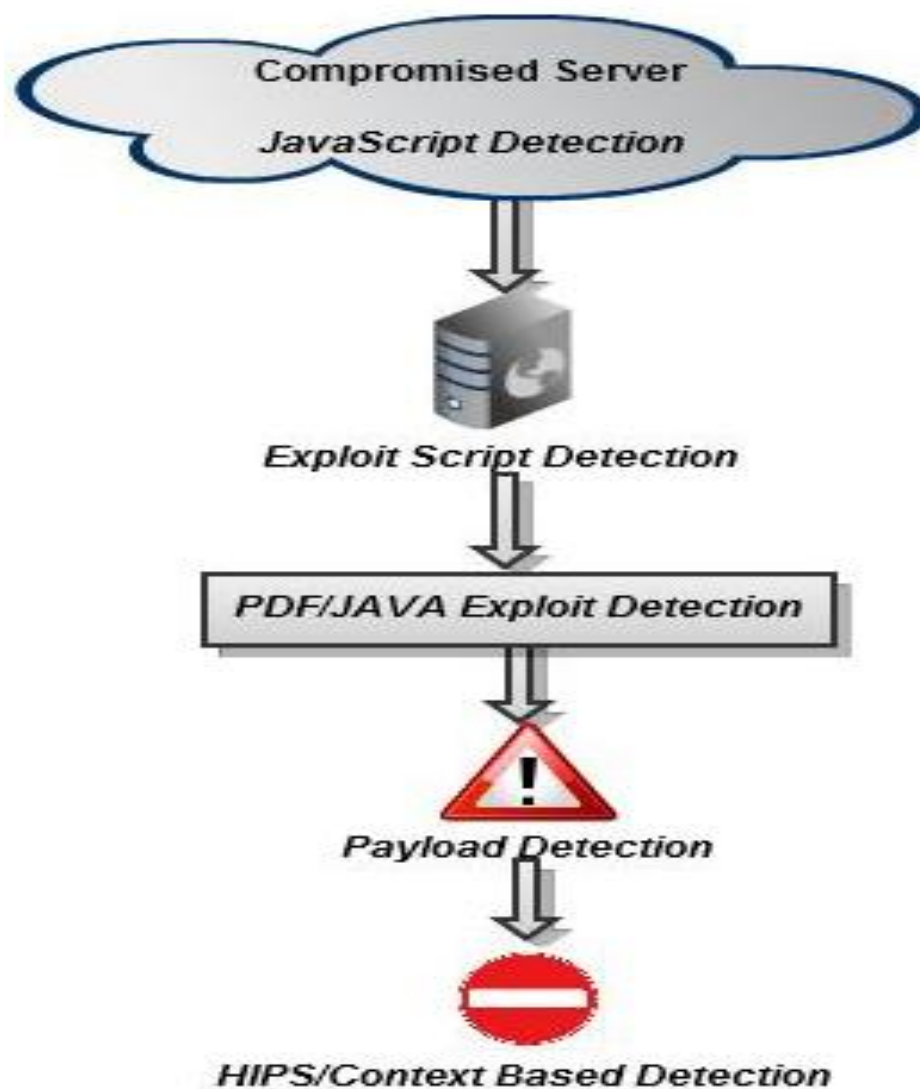 Compromised Server
JavaScript Detection
Exploit Script Detection
PDF/JAVA Exploit Detection
!
Payload Detection
HIPS/Context Based Detection